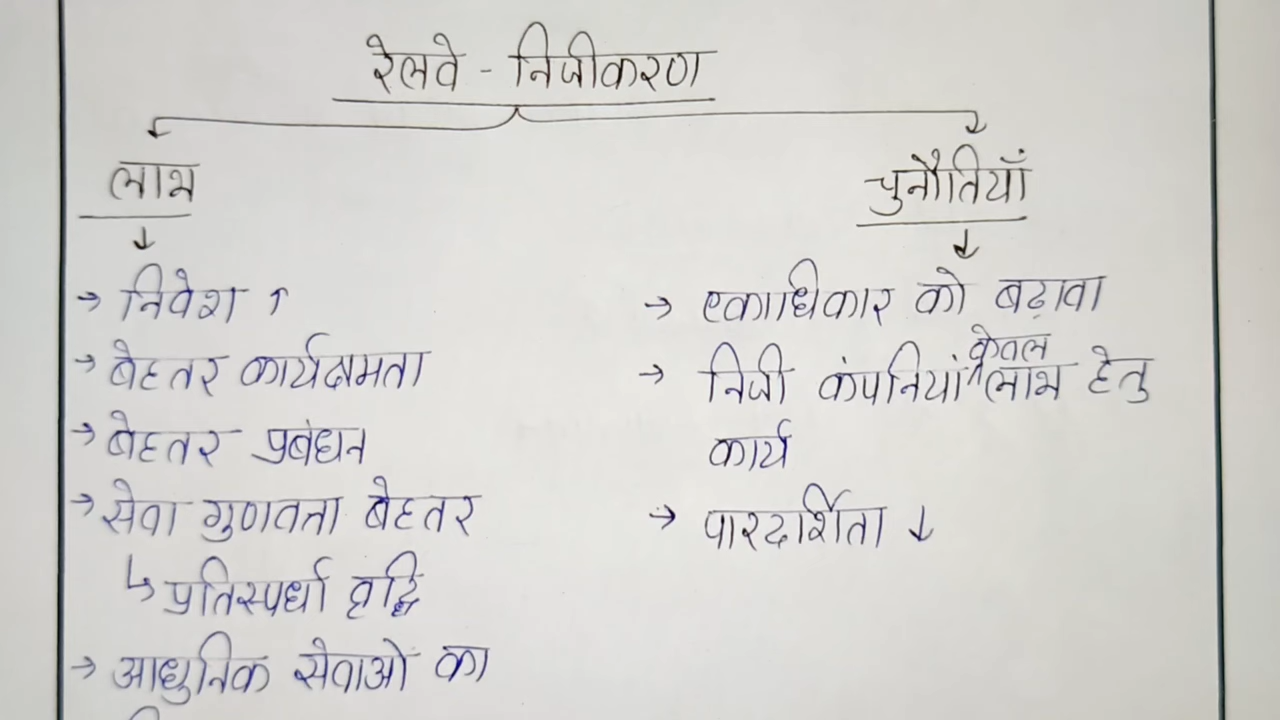 रेलवे - निजीकरण
लाभ
→ निवेश ↑
→ बेहतर कार्यक्षमता
→ बेहतर प्रबंधन
→ सेवा गुणवत्ता बेहतर
↳ प्रतिस्पर्धा वृद्धि
→ आधुनिक सेवाओं का
चुनौतियाँ
→ एकाधिकार को बढ़ावा
→ निजी कंपनियां केवल लाभ हेतु
कार्य
→ पारदर्शिता ↓